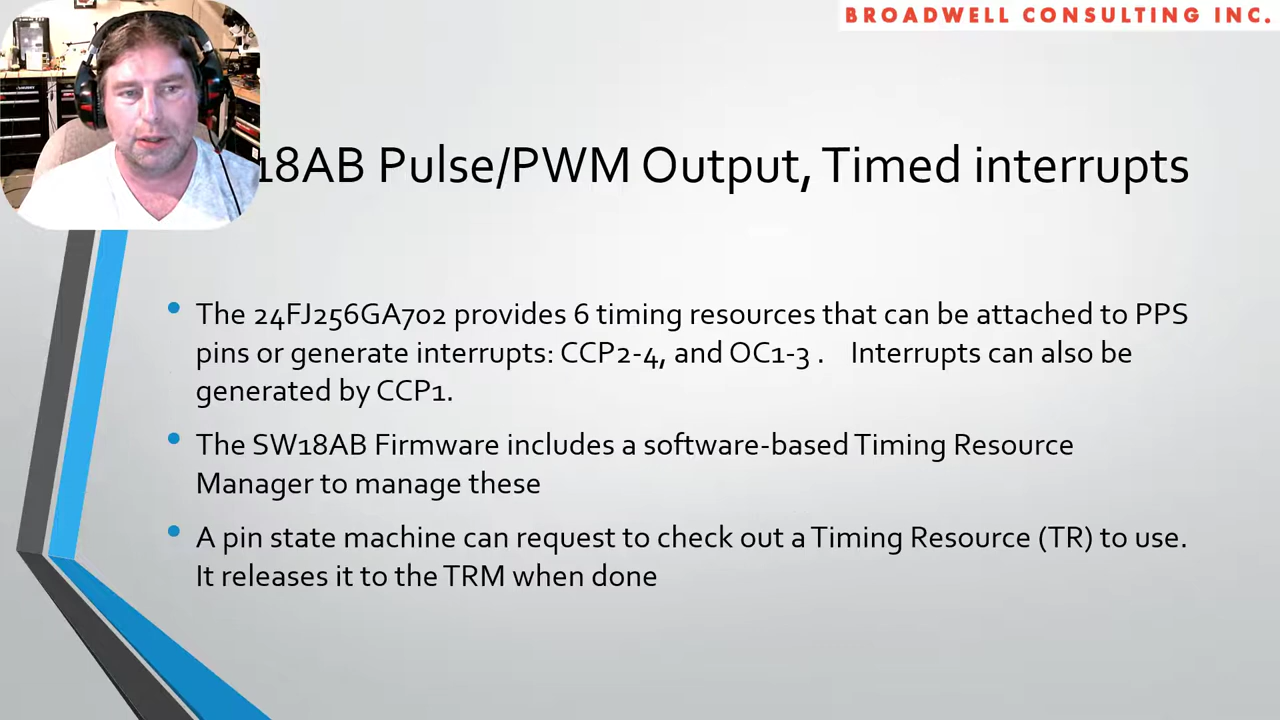 BROADWELL CONSULTING INC.
18AB Pulse/PWM Output, Timed interrupts
• The 24FJ256GA702 provides 6 timing resources that can be attached to PPS
pins or generate interrupts: CCP2-4, and OC1-3 . Interrupts can also be
generated by CCP1.
• The SW18AB Firmware includes a software-based Timing Resource
Manager to manage these
• A pin state machine can request to check out a Timing Resource (TR) to use.
It releases it to the TRM when done